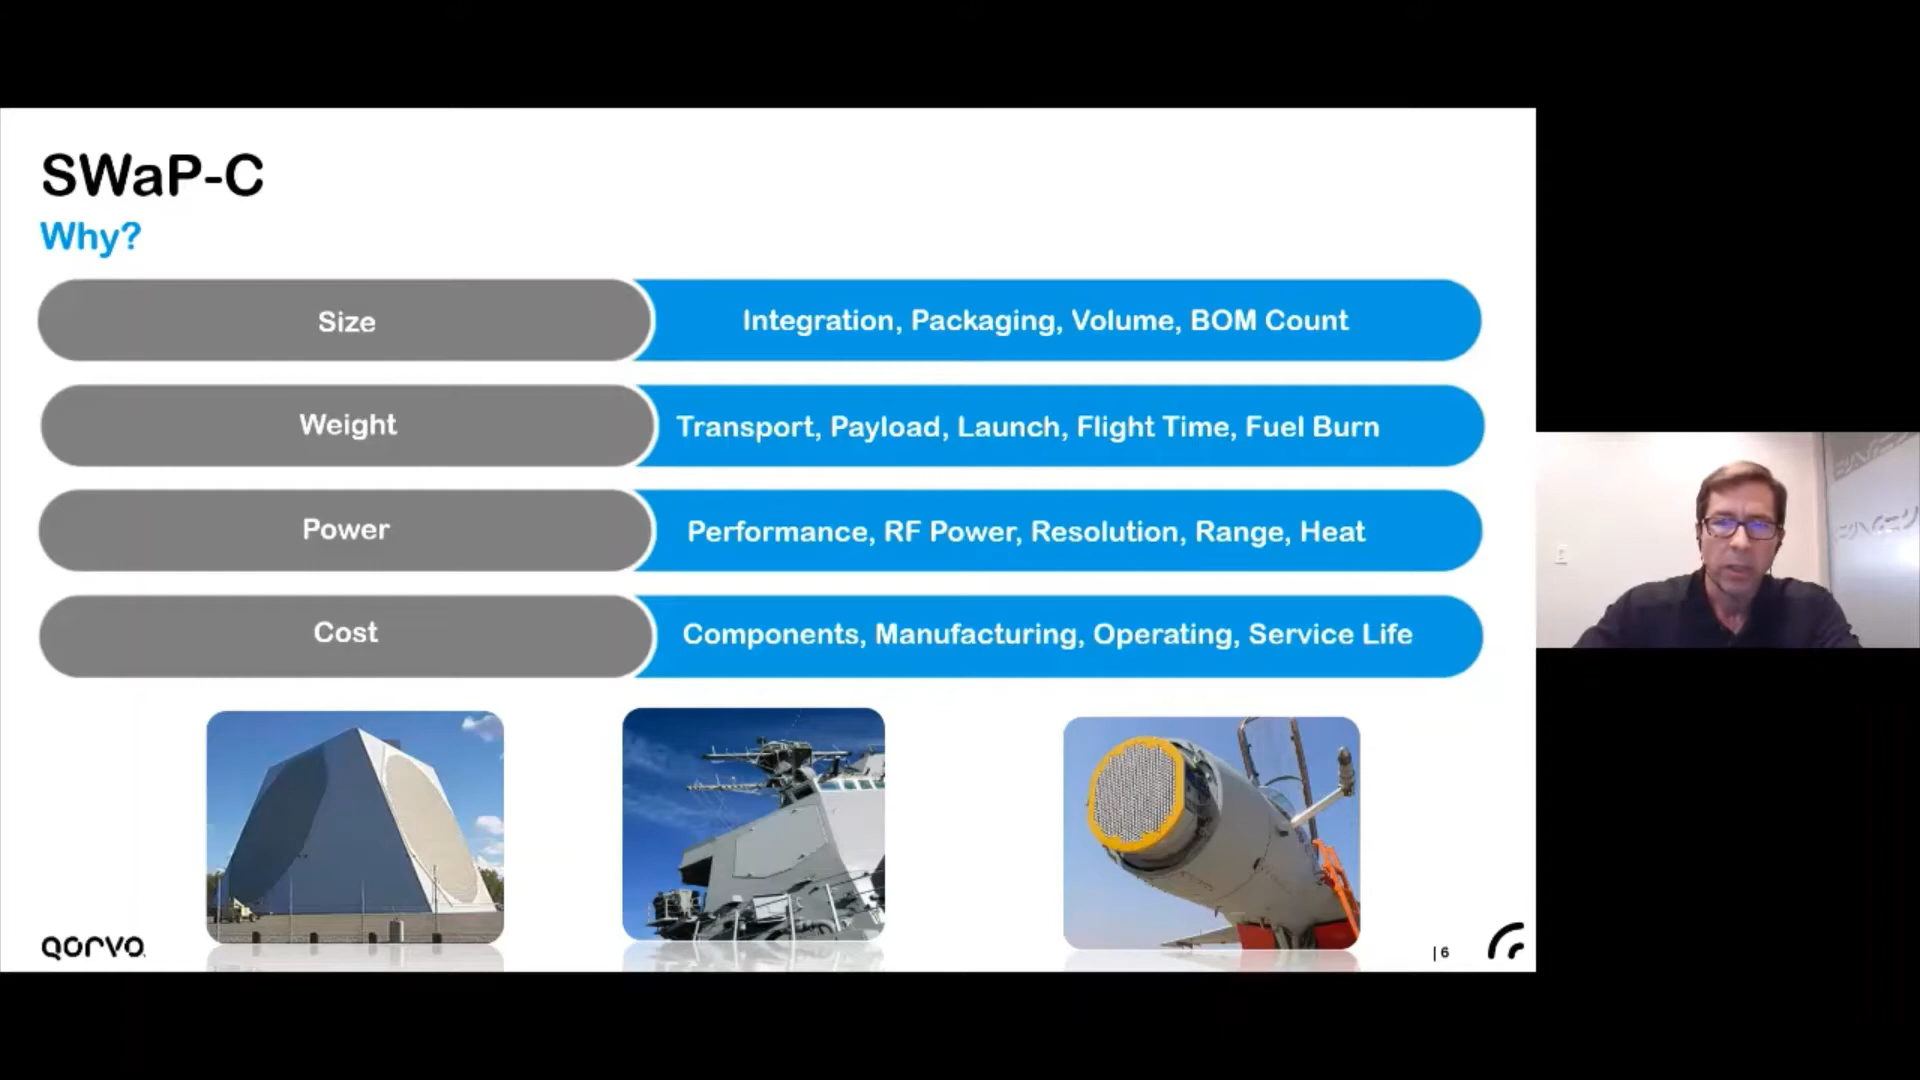 SWaP-C
Why?
Size
Integration, Packaging, Volume, BOM Count
Weight
Transport, Payload, Launch, Flight Time, Fuel Burn
Power
Performance, RF Power, Resolution, Range, Heat
Cost
Components, Manufacturing, Operating, Service Life
QORVO
| 6